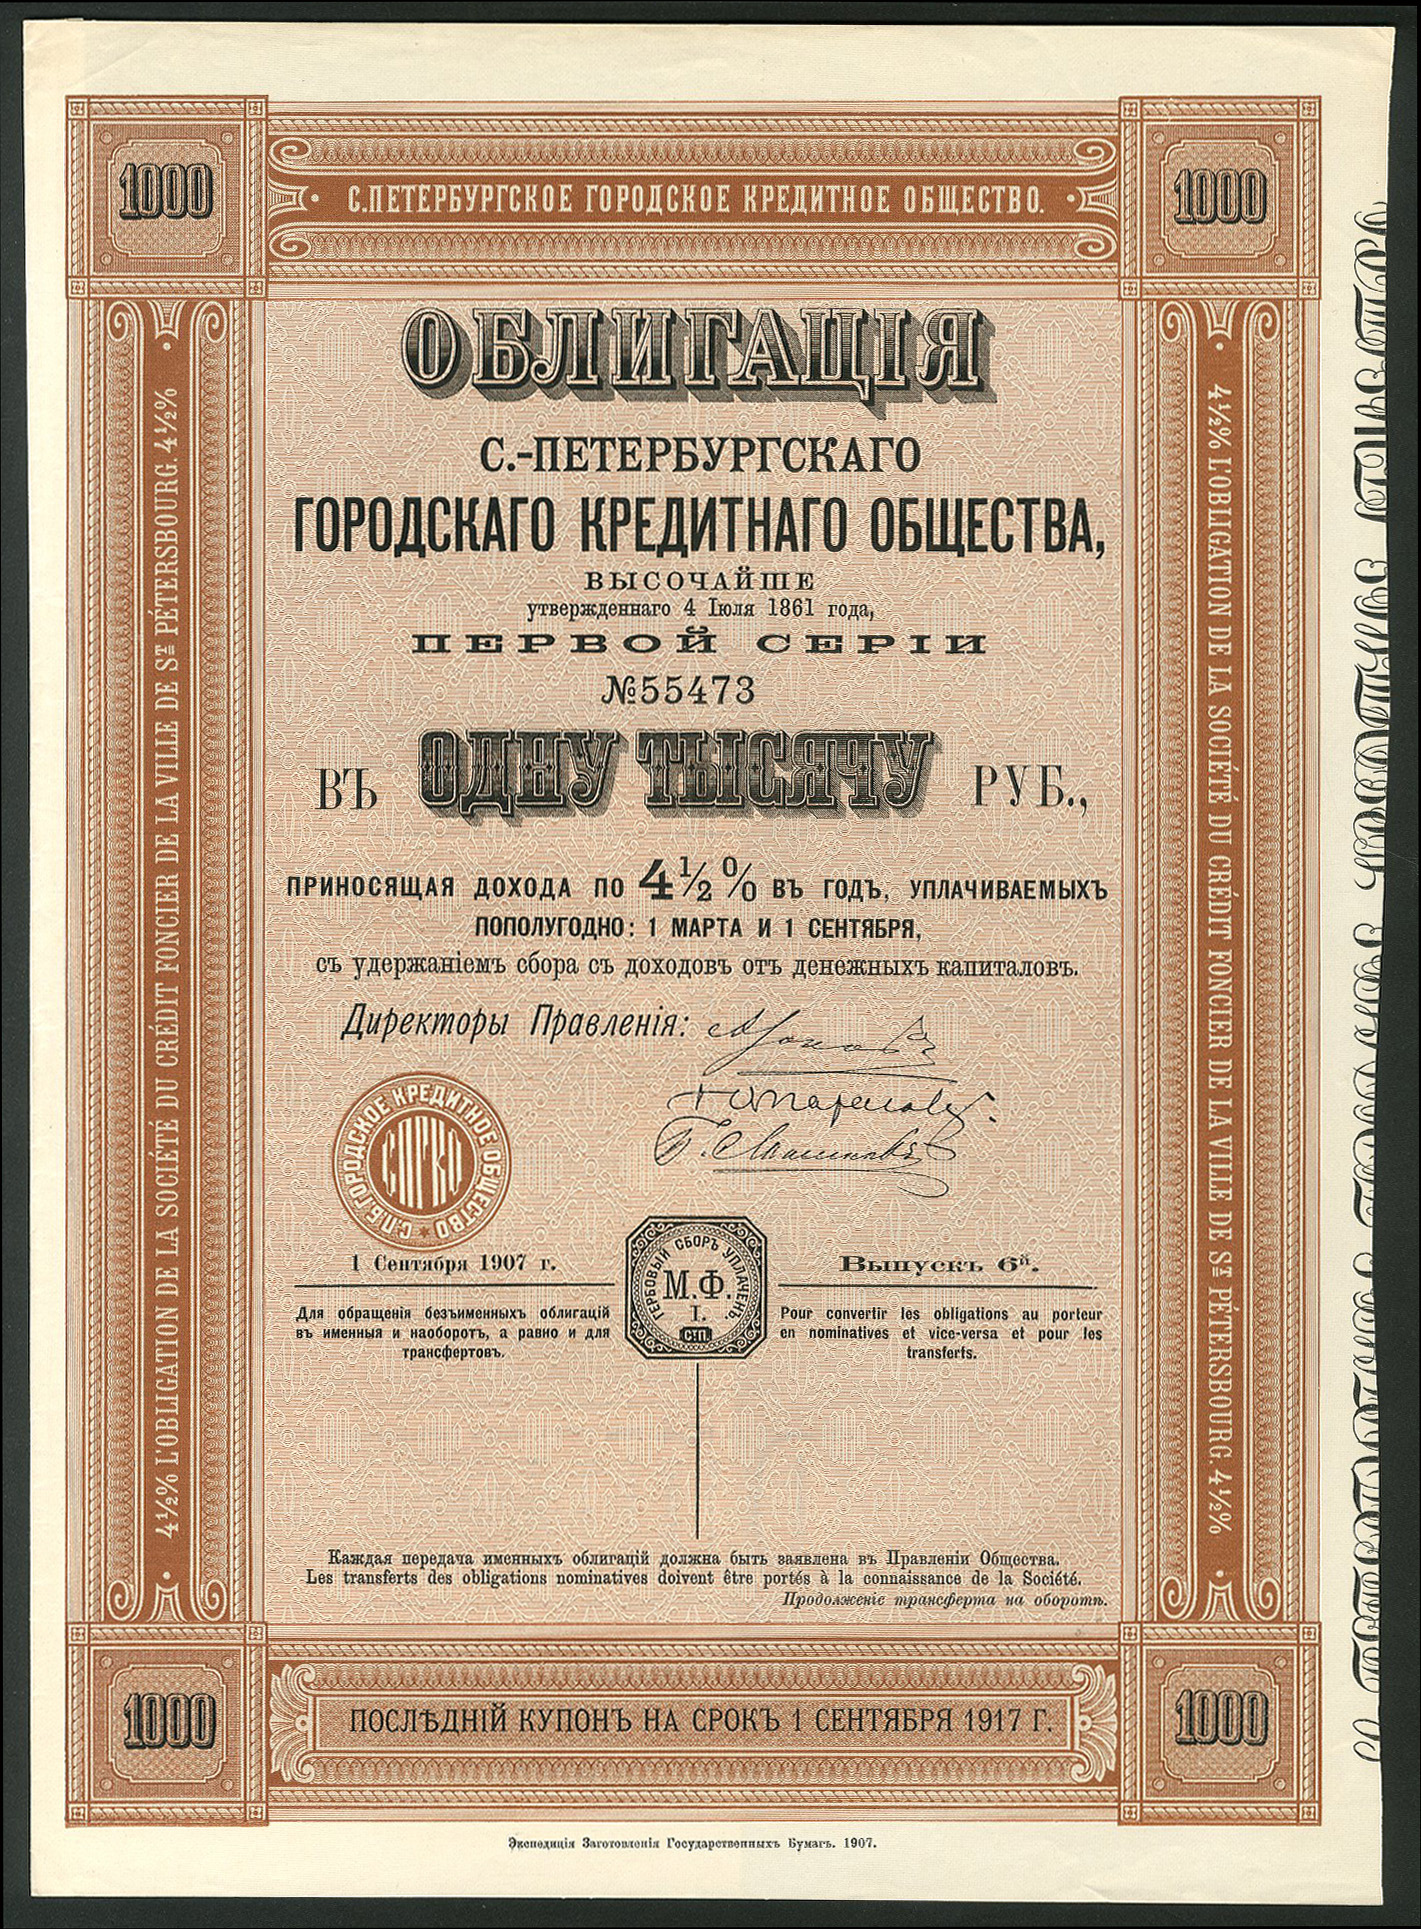 1000
С.ПЕТЕРБУРГСКОЕ ГОРОДСКОЕ КРЕДИТНОЕ ОБЩЕСТВО.
1000
4½% L'OBLIGATION DE LA SOCIÉTÉ DU CRÉDIT FONCIER DE LA VILLE DE ST PÉTERSBOURG. 4½%
4½% L'OBLIGATION DE LA SOCIÉTÉ DU CRÉDIT FONCIER DE LA VILLE DE ST PÉTERSBOURG. 4½%
ОБЛИГАЦІЯ
С.-ПЕТЕРБУРГСКАГО
ГОРОДСКАГО КРЕДИТНАГО ОБЩЕСТВА,
ВЫСОЧАЙШЕ
утвержденнаго 4 Іюля 1861 года,
ПЕРВОЙ СЕРІИ
№55473
ВЪ ОДНУ ТЫСЯЧУ РУБ.,
ПРИНОСЯЩАЯ ДОХОДА ПО 4½% ВЪ ГОДЪ, УПЛАЧИВАЕМЫХЪ
ПОПОЛУГОДНО: 1 МАРТА И 1 СЕНТЯБРЯ,
съ удержаніемъ сбора съ доходовъ отъ денежныхъ капиталовъ.
Директоры Правленія:
С.П.Б. ГОРОДСКОЕ КРЕДИТНОЕ ОБЩЕСТВО
СПГКО
1 Сентября 1907 г.
ГЕРБОВЫЙ СБОРЪ УПЛАЧЕНЪ.
М.Ф.
I.
СТП.
Выпускъ 6й.
Для обращенія безъименныхъ облигацій
въ именныя и наоборотъ, а равно и для
трансфертовъ.
Pour convertir les obligations au porteur
en nominatives et vice-versa et pour les
transferts.
Каждая передача именныхъ облигацій должна быть заявлена въ Правленіи Общества.
Les transferts des obligations nominatives doivent être portés à la connaissance de la Société.
Продолженіе трансферта на оборотѣ.
1000
ПОСЛѢДНІЙ КУПОНЪ НА СРОКЪ 1 СЕНТЯБРЯ 1917 Г.
1000
Экспедиція Заготовленія Государственныхъ Бумагъ. 1907.